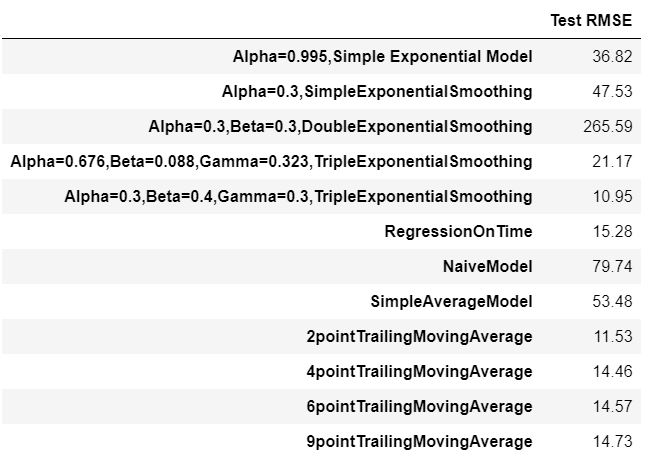 Test RMSE
Alpha=0.995,Simple Exponential Model 36.82
Alpha=0.3,SimpleExponentialSmoothing 47.53
Alpha=0.3,Beta=0.3,DoubleExponentialSmoothing 265.59
Alpha=0.676,Beta=0.088,Gamma=0.323,TripleExponentialSmoothing 21.17
Alpha=0.3,Beta=0.4,Gamma=0.3,TripleExponentialSmoothing 10.95
RegressionOnTime 15.28
NaiveModel 79.74
SimpleAverageModel 53.48
2pointTrailingMovingAverage 11.53
4pointTrailingMovingAverage 14.46
6pointTrailingMovingAverage 14.57
9pointTrailingMovingAverage 14.73